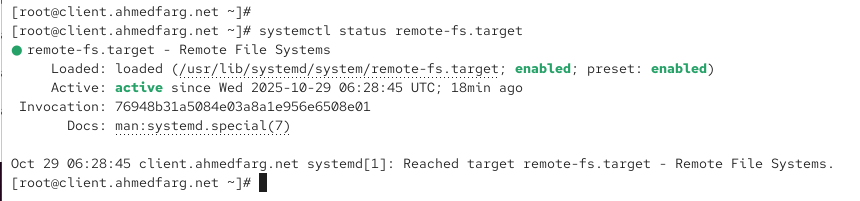 [root@client.ahmedfarg.net ~]#
[root@client.ahmedfarg.net ~]# systemctl status remote-fs.target
● remote-fs.target - Remote File Systems
     Loaded: loaded (/usr/lib/systemd/system/remote-fs.target; enabled; preset: enabled)
     Active: active since Wed 2025-10-29 06:28:45 UTC; 18min ago
 Invocation: 76948b31a5084e03a8a1e956e6508e01
       Docs: man:systemd.special(7)

Oct 29 06:28:45 client.ahmedfarg.net systemd[1]: Reached target remote-fs.target - Remote File Systems.
[root@client.ahmedfarg.net ~]#